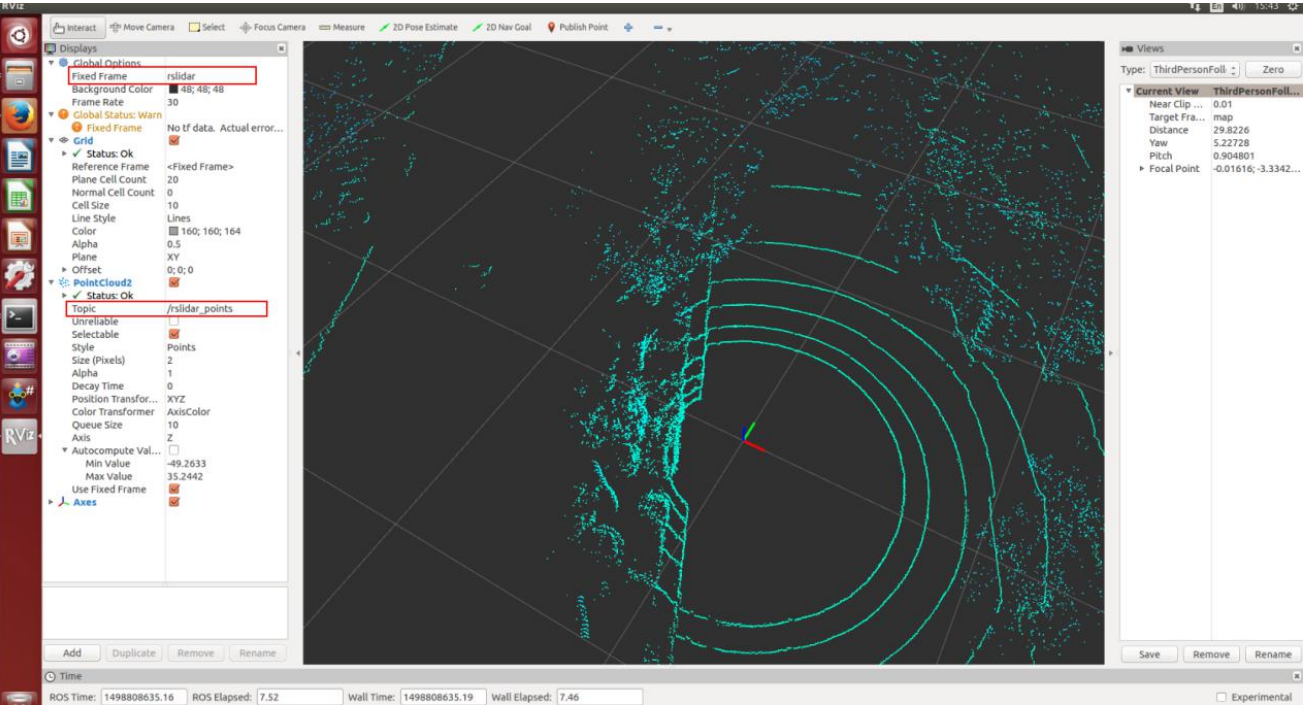 RViz
En 15:43
Interact Move Camera Select Focus Camera Measure 2D Pose Estimate 2D Nav Goal Publish Point
Displays
Global Options
Fixed Frame rslidar
Background Color 48; 48; 48
Frame Rate 30
Global Status: Warn
Fixed Frame No tf data. Actual error...
Grid
Status: Ok
Reference Frame <Fixed Frame>
Plane Cell Count 20
Normal Cell Count 0
Cell Size 10
Line Style Lines
Color 160; 160; 164
Alpha 0.5
Plane XY
Offset 0; 0; 0
PointCloud2
Status: Ok
Topic /rslidar_points
Unreliable
Selectable
Style Points
Size (Pixels) 2
Alpha 1
Decay Time 0
Position Transfor... XYZ
Color Transformer AxisColor
Queue Size 10
Axis Z
Autocompute Val...
Min Value -49.2633
Max Value 35.2442
Use Fixed Frame
Axes
Add Duplicate Remove Rename
Views
Type: ThirdPersonFoll Zero
Current View ThirdPersonFoll...
Near Clip ... 0.01
Target Fra... map
Distance 29.8226
Yaw 5.22728
Pitch 0.904801
Focal Point -0.01616; -3.3342...
Save Remove Rename
RViz
Time
ROS Time: 1498808635.16 ROS Elapsed: 7.52 Wall Time: 1498808635.19 Wall Elapsed: 7.46 Experimental